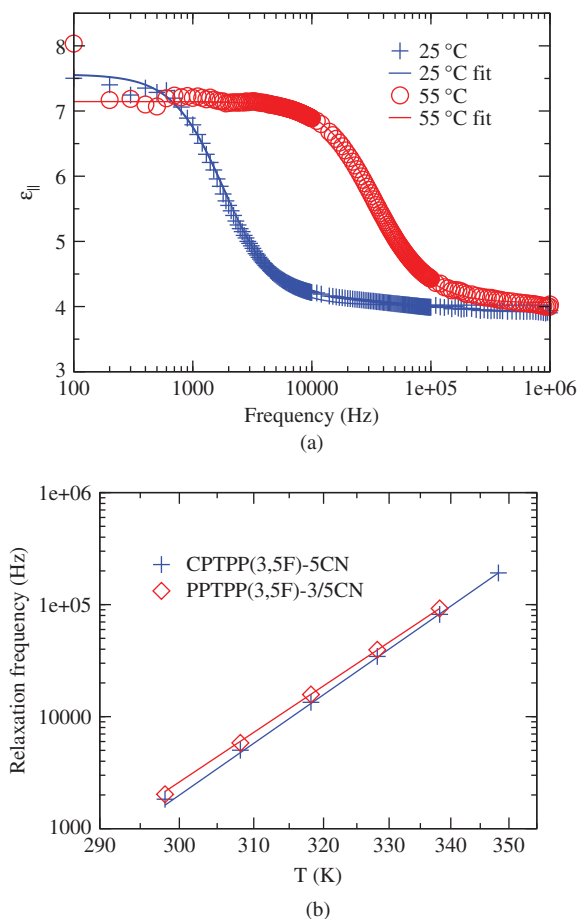 8
7
6
5
4
3
ε||
+ 25 °C
25 °C fit
55 °C
55 °C fit
100 1000 10000 1e+05 1e+06
Frequency (Hz)
(a)
1e+06
1e+05
10000
1000
Relaxation frequency (Hz)
CPTPP(3,5F)-5CN
PPTPP(3,5F)-3/5CN
290 300 310 320 330 340 350
T (K)
(b)